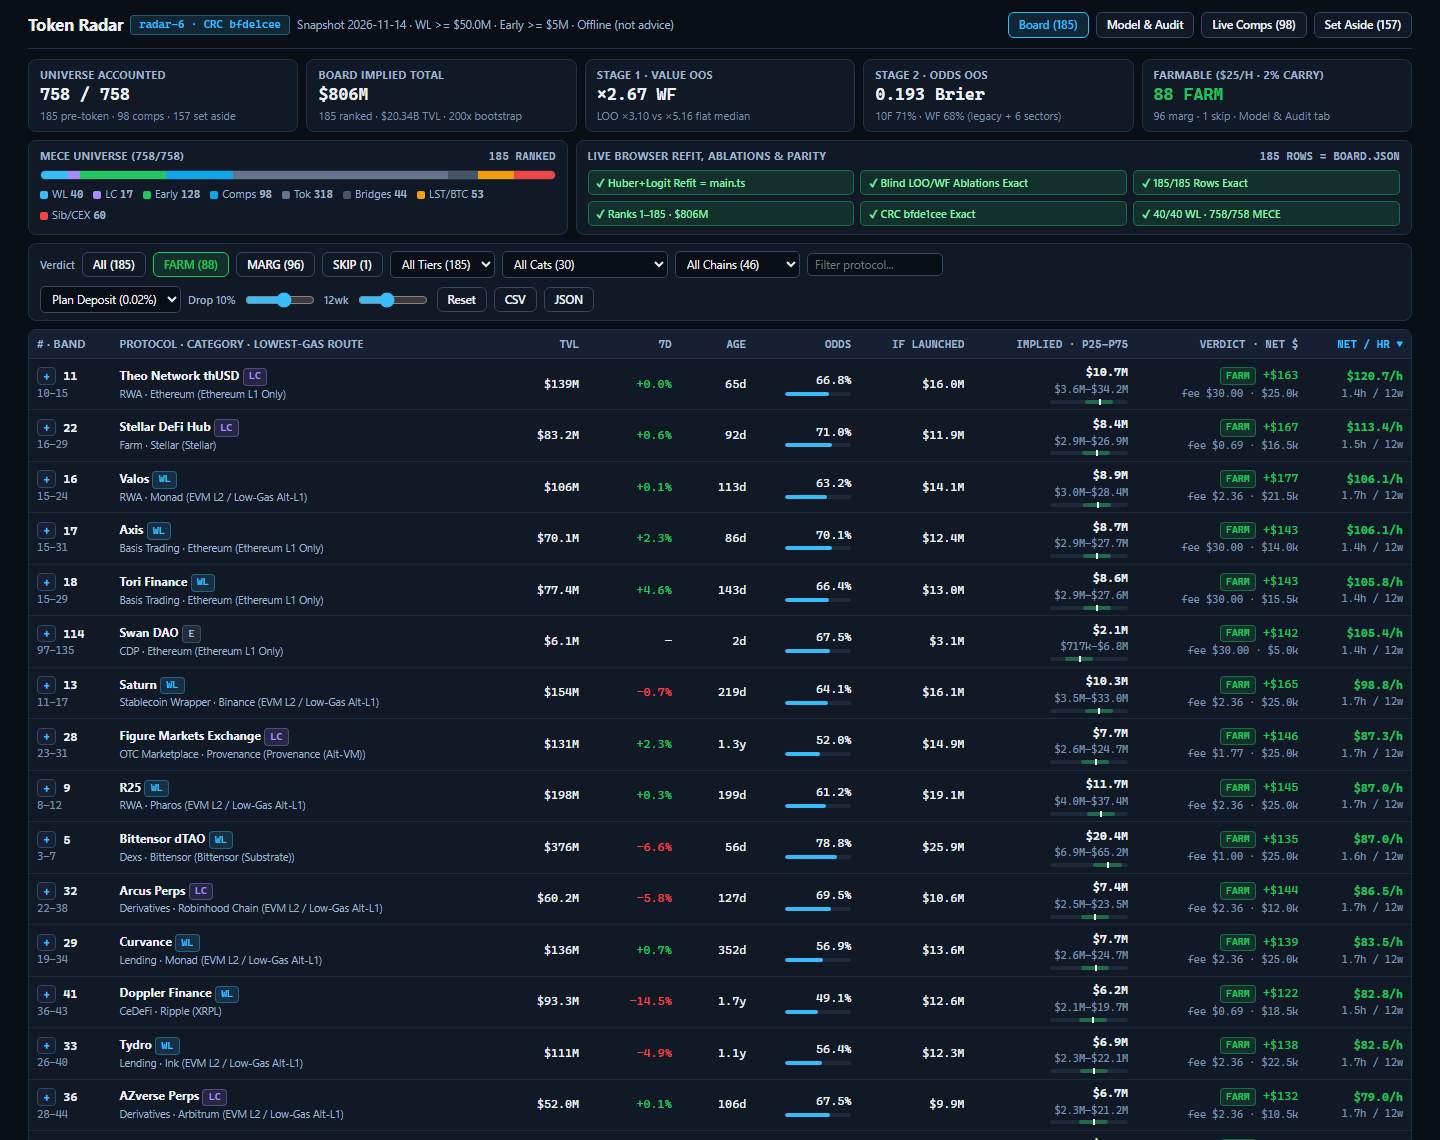 Token Radar radar-6 · CRC bfde1cee Snapshot 2026-11-14 · WL >= $50.0M · Early >= $5M · Offline (not advice) Board (185) Model & Audit Live Comps (98) Set Aside (157)
UNIVERSE ACCOUNTED
758 / 758
185 pre-token · 98 comps · 157 set aside
BOARD IMPLIED TOTAL
$806M
185 ranked · $20.34B TVL · 200x bootstrap
STAGE 1 · VALUE OOS
×2.67 WF
LOO ×3.10 vs ×5.16 flat median
STAGE 2 · ODDS OOS
0.193 Brier
10F 71% · WF 68% (legacy + 6 sectors)
FARMABLE ($25/H · 2% CARRY)
88 FARM
96 marg · 1 skip · Model & Audit tab
MECE UNIVERSE (758/758) 185 RANKED
WL 40 LC 17 Early 128 Comps 98 Tok 318 Bridges 44 LST/BTC 53
Sib/CEX 60
LIVE BROWSER REFIT, ABLATIONS & PARITY 185 ROWS = BOARD.JSON
✓ Huber+Logit Refit = main.ts ✓ Blind LOO/WF Ablations Exact ✓ 185/185 Rows Exact
✓ Ranks 1–185 · $806M ✓ CRC bfde1cee Exact ✓ 40/40 WL · 758/758 MECE
Verdict All (185) FARM (88) MARG (96) SKIP (1) All Tiers (185) All Cats (30) All Chains (46) Filter protocol...
Plan Deposit (0.02%) Drop 10% 12wk Reset CSV JSON
# · BAND PROTOCOL · CATEGORY · LOWEST-GAS ROUTE TVL 7D AGE ODDS IF LAUNCHED IMPLIED · P25–P75 VERDICT · NET $ NET / HR ▼
+ 11 Theo Network thUSD LC $139M +0.0% 65d 66.8% $16.0M $10.7M FARM +$163 $120.7/h
10–15 RWA · Ethereum (Ethereum L1 Only) $3.6M–$34.2M fee $30.00 · $25.0k 1.4h / 12w
+ 22 Stellar DeFi Hub LC $83.2M +0.6% 92d 71.0% $11.9M $8.4M FARM +$167 $113.4/h
16–29 Farm · Stellar (Stellar) $2.9M–$26.9M fee $0.69 · $16.5k 1.5h / 12w
+ 16 Valos WL $106M +0.1% 113d 63.2% $14.1M $8.9M FARM +$177 $106.1/h
15–24 RWA · Monad (EVM L2 / Low-Gas Alt-L1) $3.0M–$28.4M fee $2.36 · $21.5k 1.7h / 12w
+ 17 Axis WL $70.1M +2.3% 86d 70.1% $12.4M $8.7M FARM +$143 $106.1/h
15–31 Basis Trading · Ethereum (Ethereum L1 Only) $2.9M–$27.7M fee $30.00 · $14.0k 1.4h / 12w
+ 18 Tori Finance WL $77.4M +4.6% 143d 66.4% $13.0M $8.6M FARM +$143 $105.8/h
15–29 Basis Trading · Ethereum (Ethereum L1 Only) $2.9M–$27.6M fee $30.00 · $15.5k 1.4h / 12w
+ 114 Swan DAO E $6.1M — 2d 67.5% $3.1M $2.1M FARM +$142 $105.4/h
97–135 CDP · Ethereum (Ethereum L1 Only) $717k–$6.8M fee $30.00 · $5.0k 1.4h / 12w
+ 13 Saturn WL $154M −0.7% 219d 64.1% $16.1M $10.3M FARM +$165 $98.8/h
11–17 Stablecoin Wrapper · Binance (EVM L2 / Low-Gas Alt-L1) $3.5M–$33.0M fee $2.36 · $25.0k 1.7h / 12w
+ 28 Figure Markets Exchange LC $131M +2.3% 1.3y 52.0% $14.9M $7.7M FARM +$146 $87.3/h
23–31 OTC Marketplace · Provenance (Provenance (Alt-VM)) $2.6M–$24.7M fee $1.77 · $25.0k 1.7h / 12w
+ 9 R25 WL $198M +0.3% 199d 61.2% $19.1M $11.7M FARM +$145 $87.0/h
8–12 RWA · Pharos (EVM L2 / Low-Gas Alt-L1) $4.0M–$37.4M fee $2.36 · $25.0k 1.7h / 12w
+ 5 Bittensor dTAO WL $376M −6.6% 56d 78.8% $25.9M $20.4M FARM +$135 $87.0/h
3–7 Dexs · Bittensor (Bittensor (Substrate)) $6.9M–$65.2M fee $1.00 · $25.0k 1.6h / 12w
+ 32 Arcus Perps LC $60.2M −5.8% 127d 69.5% $10.6M $7.4M FARM +$144 $86.5/h
22–38 Derivatives · Robinhood Chain (EVM L2 / Low-Gas Alt-L1) $2.5M–$23.5M fee $2.36 · $12.0k 1.7h / 12w
+ 29 Curvance WL $136M +0.7% 352d 56.9% $13.6M $7.7M FARM +$139 $83.5/h
19–34 Lending · Monad (EVM L2 / Low-Gas Alt-L1) $2.6M–$24.7M fee $2.36 · $25.0k 1.7h / 12w
+ 41 Doppler Finance WL $93.3M −14.5% 1.7y 49.1% $12.6M $6.2M FARM +$122 $82.8/h
36–43 CeDeFi · Ripple (XRPL) $2.1M–$19.7M fee $0.69 · $18.5k 1.5h / 12w
+ 33 Tydro WL $111M −4.9% 1.1y 56.4% $12.3M $6.9M FARM +$138 $82.5/h
26–40 Lending · Ink (EVM L2 / Low-Gas Alt-L1) $2.3M–$22.1M fee $2.36 · $22.5k 1.7h / 12w
+ 36 AZverse Perps LC $52.0M +0.1% 106d 67.5% $9.9M $6.7M FARM +$132 $79.0/h
28–44 Derivatives · Arbitrum (EVM L2 / Low-Gas Alt-L1) $2.3M–$21.2M fee $2.36 · $10.5k 1.7h / 12w